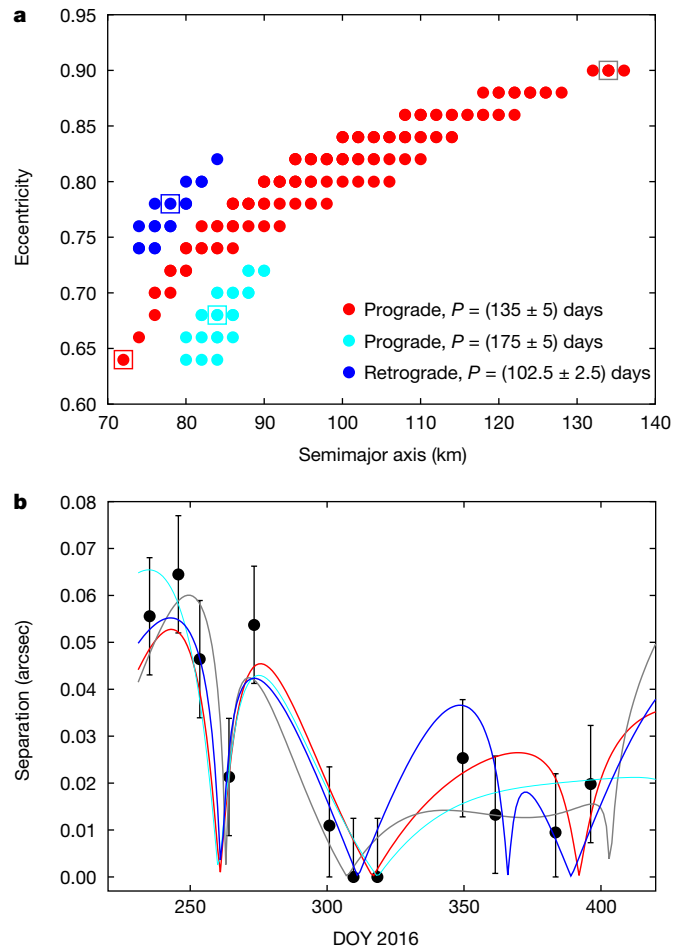 a
0.95
0.90
0.85
0.80
0.75
0.70
0.65
0.60
Eccentricity
Prograde, P = (135 ± 5) days
Prograde, P = (175 ± 5) days
Retrograde, P = (102.5 ± 2.5) days
70 80 90 100 110 120 130 140
Semimajor axis (km)
b
0.08
0.07
0.06
0.05
0.04
0.03
0.02
0.01
0.00
Separation (arcsec)
250 300 350 400
DOY 2016